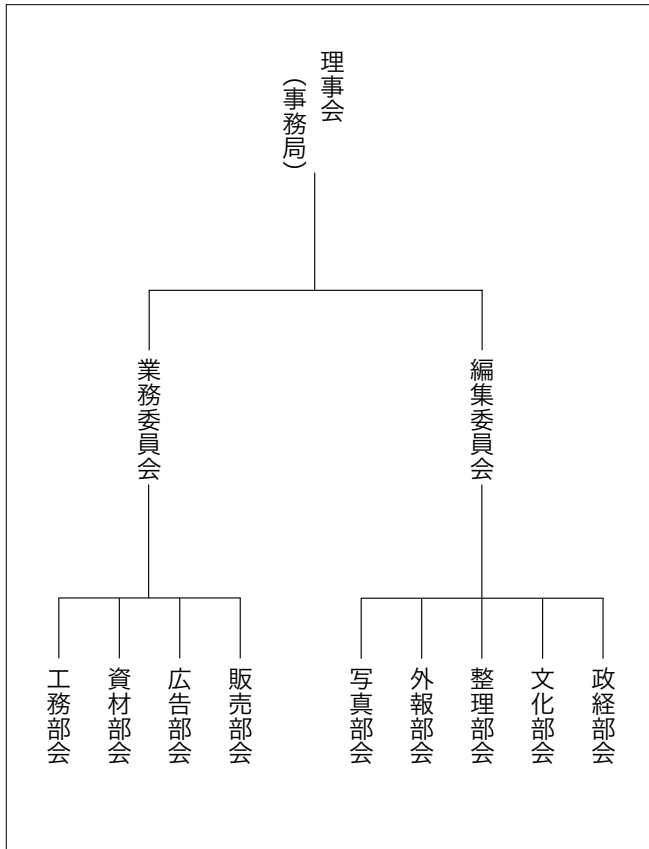 理事会
（事務局）
編集委員会
業務委員会
政経部会
文化部会
整理部会
外報部会
写真部会
販売部会
広告部会
資材部会
工務部会